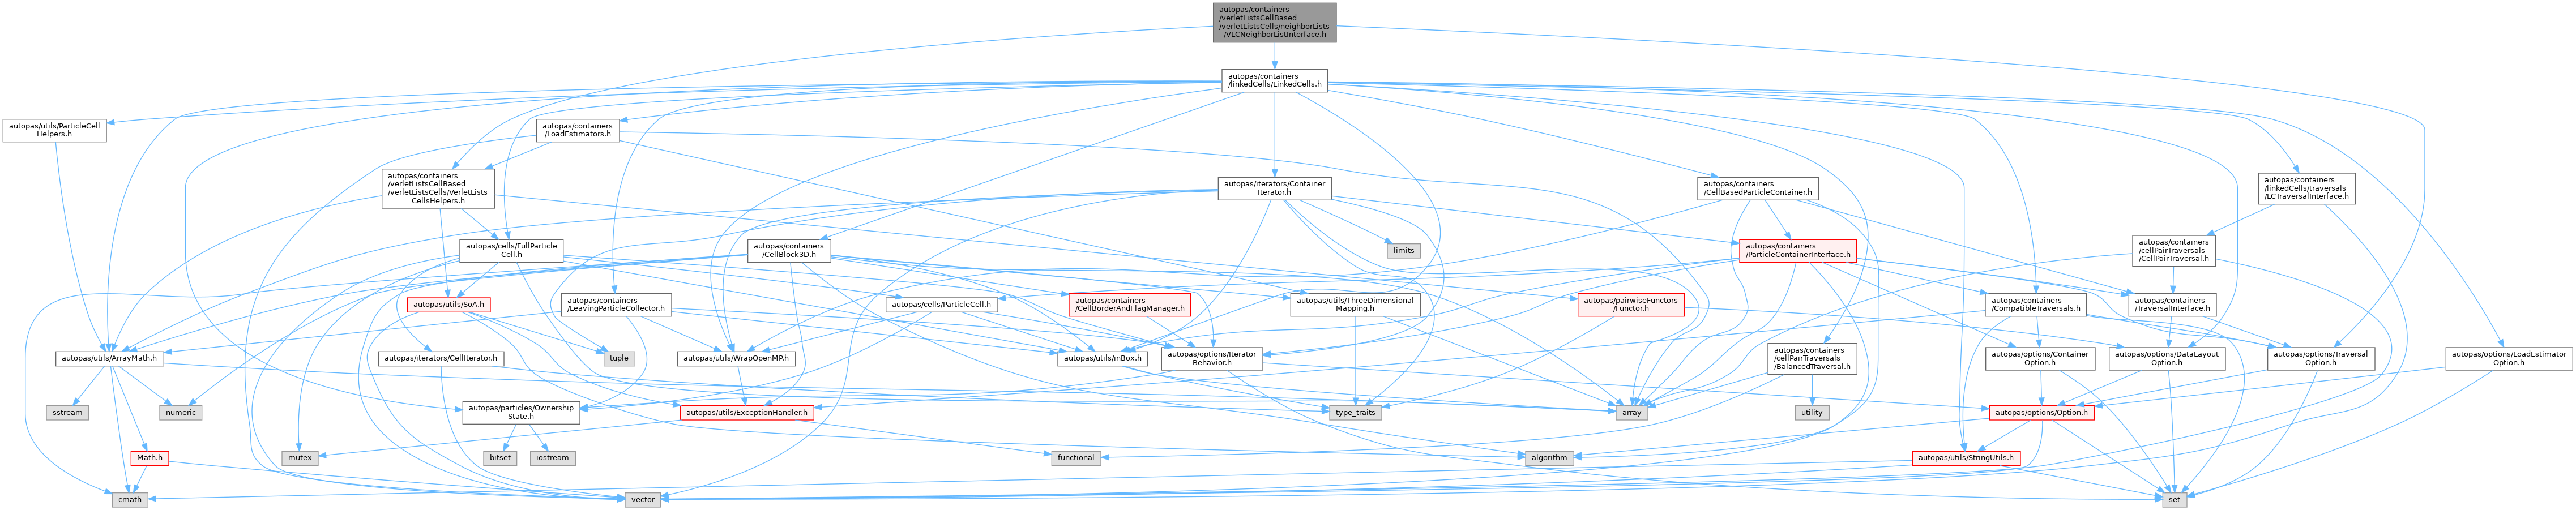 autopas/containers
/verletListsCellBased
/verletListsCells/neighborLists
/VLCNeighborListInterface.h
autopas/containers
/linkedCells/LinkedCells.h
autopas/utils/ParticleCell
Helpers.h
autopas/containers
/LoadEstimators.h
autopas/containers
/verletListsCellBased
/verletListsCells/VerletLists
CellsHelpers.h
autopas/iterators/Container
Iterator.h
autopas/containers
/CellBasedParticleContainer.h
autopas/containers
/linkedCells/traversals
/LCTraversalInterface.h
autopas/cells/FullParticle
Cell.h
autopas/containers
/CellBlock3D.h
limits
autopas/containers
/ParticleContainerInterface.h
autopas/containers
/cellPairTraversals
/CellPairTraversal.h
autopas/utils/SoA.h
autopas/containers
/LeavingParticleCollector.h
autopas/cells/ParticleCell.h
autopas/containers
/CellBorderAndFlagManager.h
autopas/utils/ThreeDimensional
Mapping.h
autopas/pairwiseFunctors
/Functor.h
autopas/containers
/CompatibleTraversals.h
autopas/containers
/TraversalInterface.h
autopas/utils/ArrayMath.h
autopas/iterators/CellIterator.h
tuple
autopas/utils/WrapOpenMP.h
autopas/utils/inBox.h
autopas/options/Iterator
Behavior.h
autopas/containers
/cellPairTraversals
/BalancedTraversal.h
autopas/options/Container
Option.h
autopas/options/DataLayout
Option.h
autopas/options/Traversal
Option.h
autopas/options/LoadEstimator
Option.h
sstream
numeric
autopas/particles/Ownership
State.h
autopas/utils/ExceptionHandler.h
type_traits
array
utility
autopas/options/Option.h
Math.h
mutex
bitset
iostream
functional
algorithm
autopas/utils/StringUtils.h
cmath
vector
set